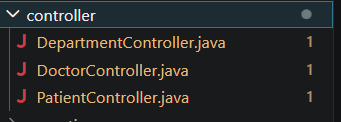 controller
DepartmentController.java 1
DoctorController.java 1
PatientController.java 1